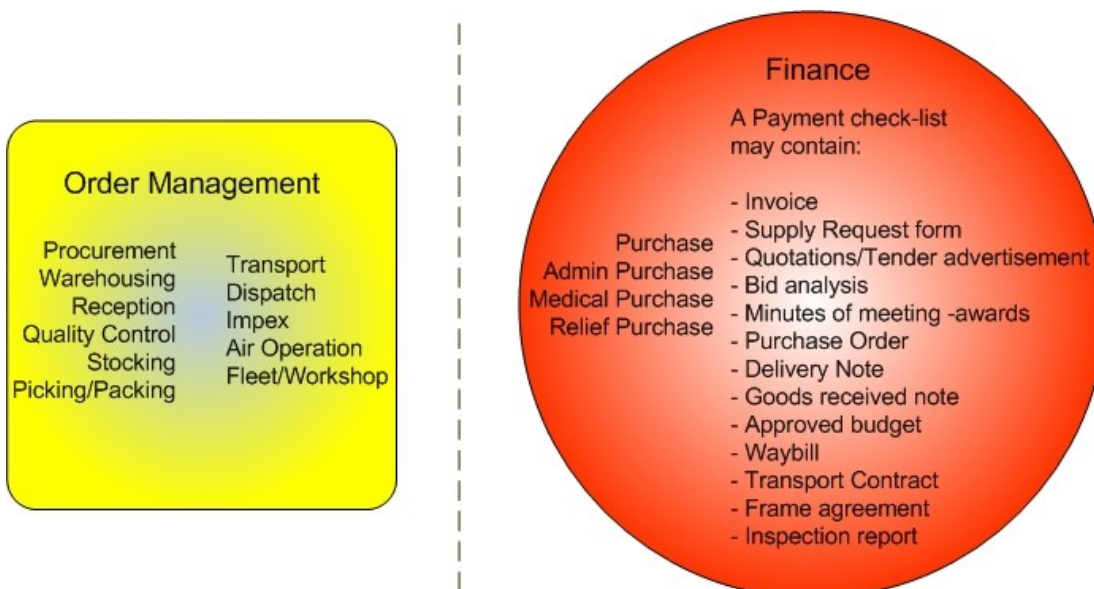 Order Management
Procurement
Warehousing
Reception
Quality Control
Stocking
Picking/Packing
Transport
Dispatch
Impex
Air Operation
Fleet/Workshop
Finance
A Payment check-list
may contain:
Purchase
Admin Purchase
Medical Purchase
Relief Purchase
- Invoice
- Supply Request form
- Quotations/Tender advertisement
- Bid analysis
- Minutes of meeting -awards
- Purchase Order
- Delivery Note
- Goods received note
- Approved budget
- Waybill
- Transport Contract
- Frame agreement
- Inspection report